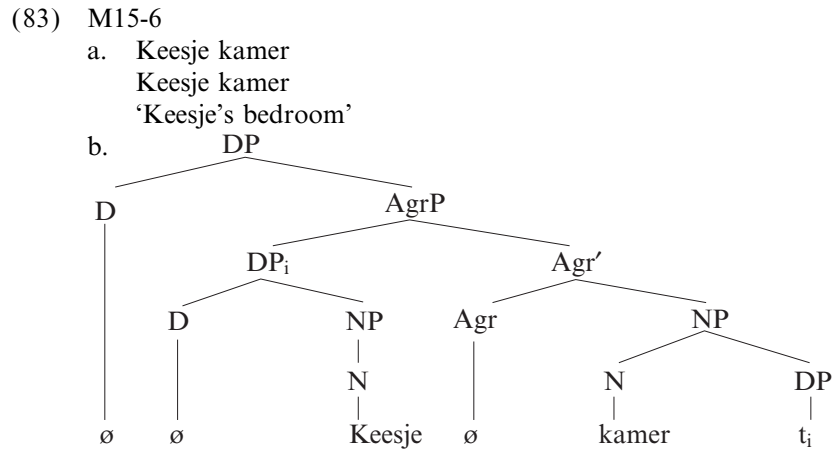 (83) M15-6
a. Keesje kamer
Keesje kamer
‘Keesje’s bedroom’
b. DP
D AgrP
DPi Agr′
D NP Agr NP
N N DP
ø ø Keesje ø kamer ti